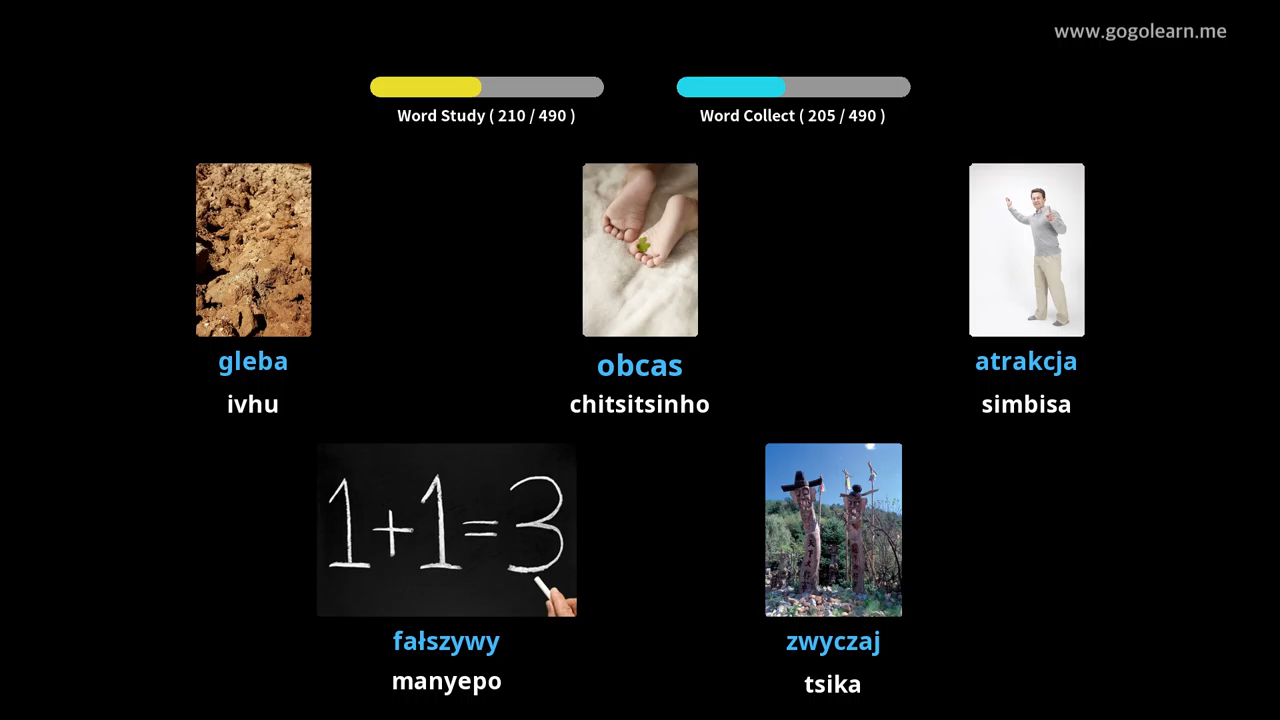 www.gogolearn.me
Word Study ( 210 / 490 )
Word Collect ( 205 / 490 )
gleba
ivhu
obcas
chitsitsinho
atrakcja
simbisa
1+1=3
fałszywy
manyepo
zwyczaj
tsika